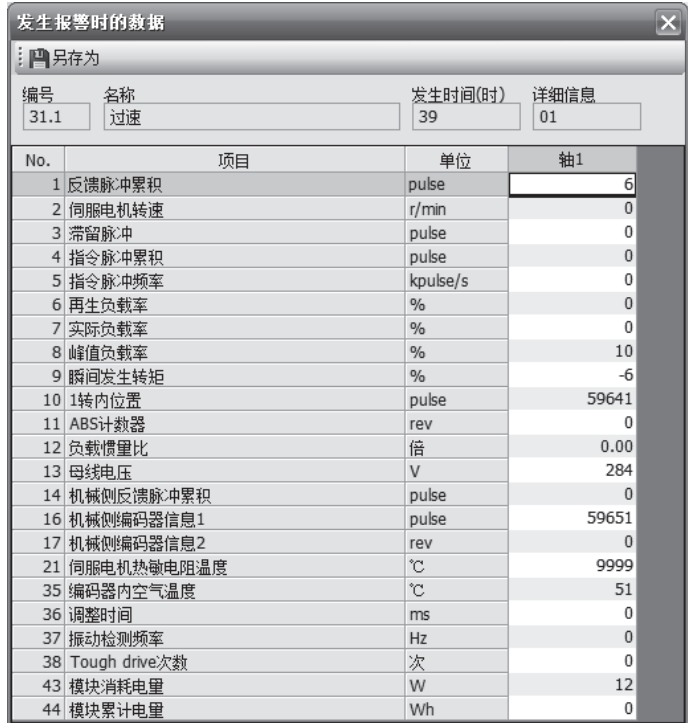 发生报警时的数据
另存为
编号 名称 发生时间(时) 详细信息
31.1 过速 39 01
No. 项目 单位 轴1
1 反馈脉冲累积 pulse 6
2 伺服电机转速 r/min 0
3 滞留脉冲 pulse 0
4 指令脉冲累积 pulse 0
5 指令脉冲频率 kpulse/s 0
6 再生负载率 % 0
7 实际负载率 % 0
8 峰值负载率 % 10
9 瞬间发生转矩 % -6
10 1转内位置 pulse 59641
11 ABS计数器 rev 0
12 负载惯量比 倍 0.00
13 母线电压 V 284
14 机械侧反馈脉冲累积 pulse 0
16 机械侧编码器信息1 pulse 59651
17 机械侧编码器信息2 rev 0
21 伺服电机热敏电阻温度 ℃ 9999
35 编码器内空气温度 ℃ 51
36 调整时间 ms 0
37 振动检测频率 Hz 0
38 Tough drive次数 次 0
43 模块消耗电量 W 12
44 模块累计电量 Wh 0